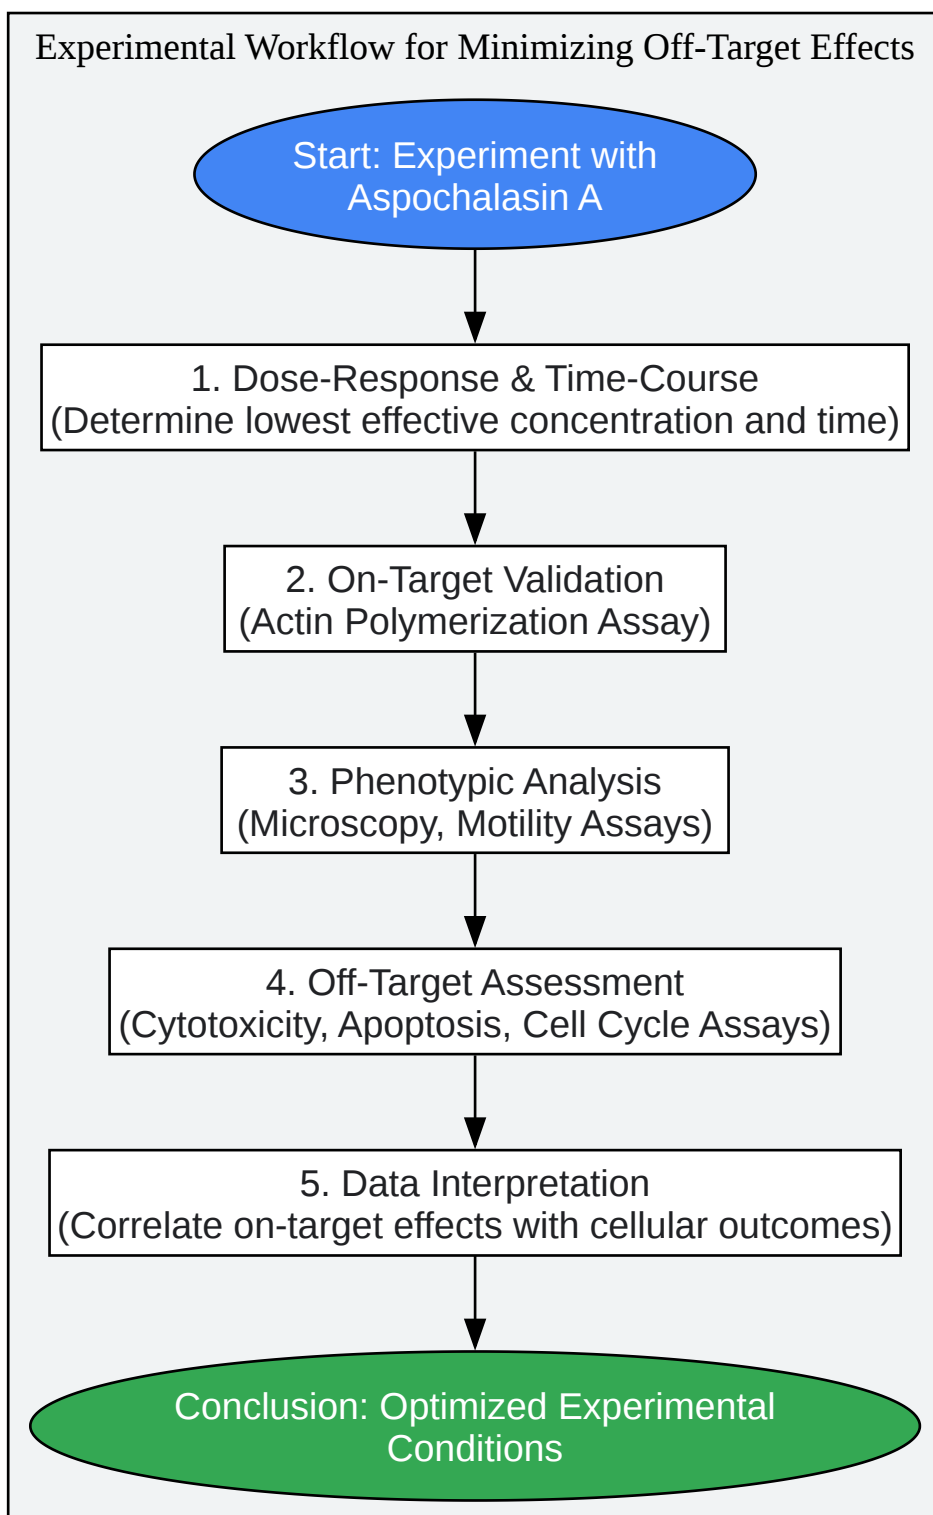 Experimental Workflow for Minimizing Off-Target Effects
Start: Experiment with
Aspochalasin A
1. Dose-Response & Time-Course
(Determine lowest effective concentration and time)
2. On-Target Validation
(Actin Polymerization Assay)
3. Phenotypic Analysis
(Microscopy, Motility Assays)
4. Off-Target Assessment
(Cytotoxicity, Apoptosis, Cell Cycle Assays)
5. Data Interpretation
(Correlate on-target effects with cellular outcomes)
Conclusion: Optimized Experimental
Conditions